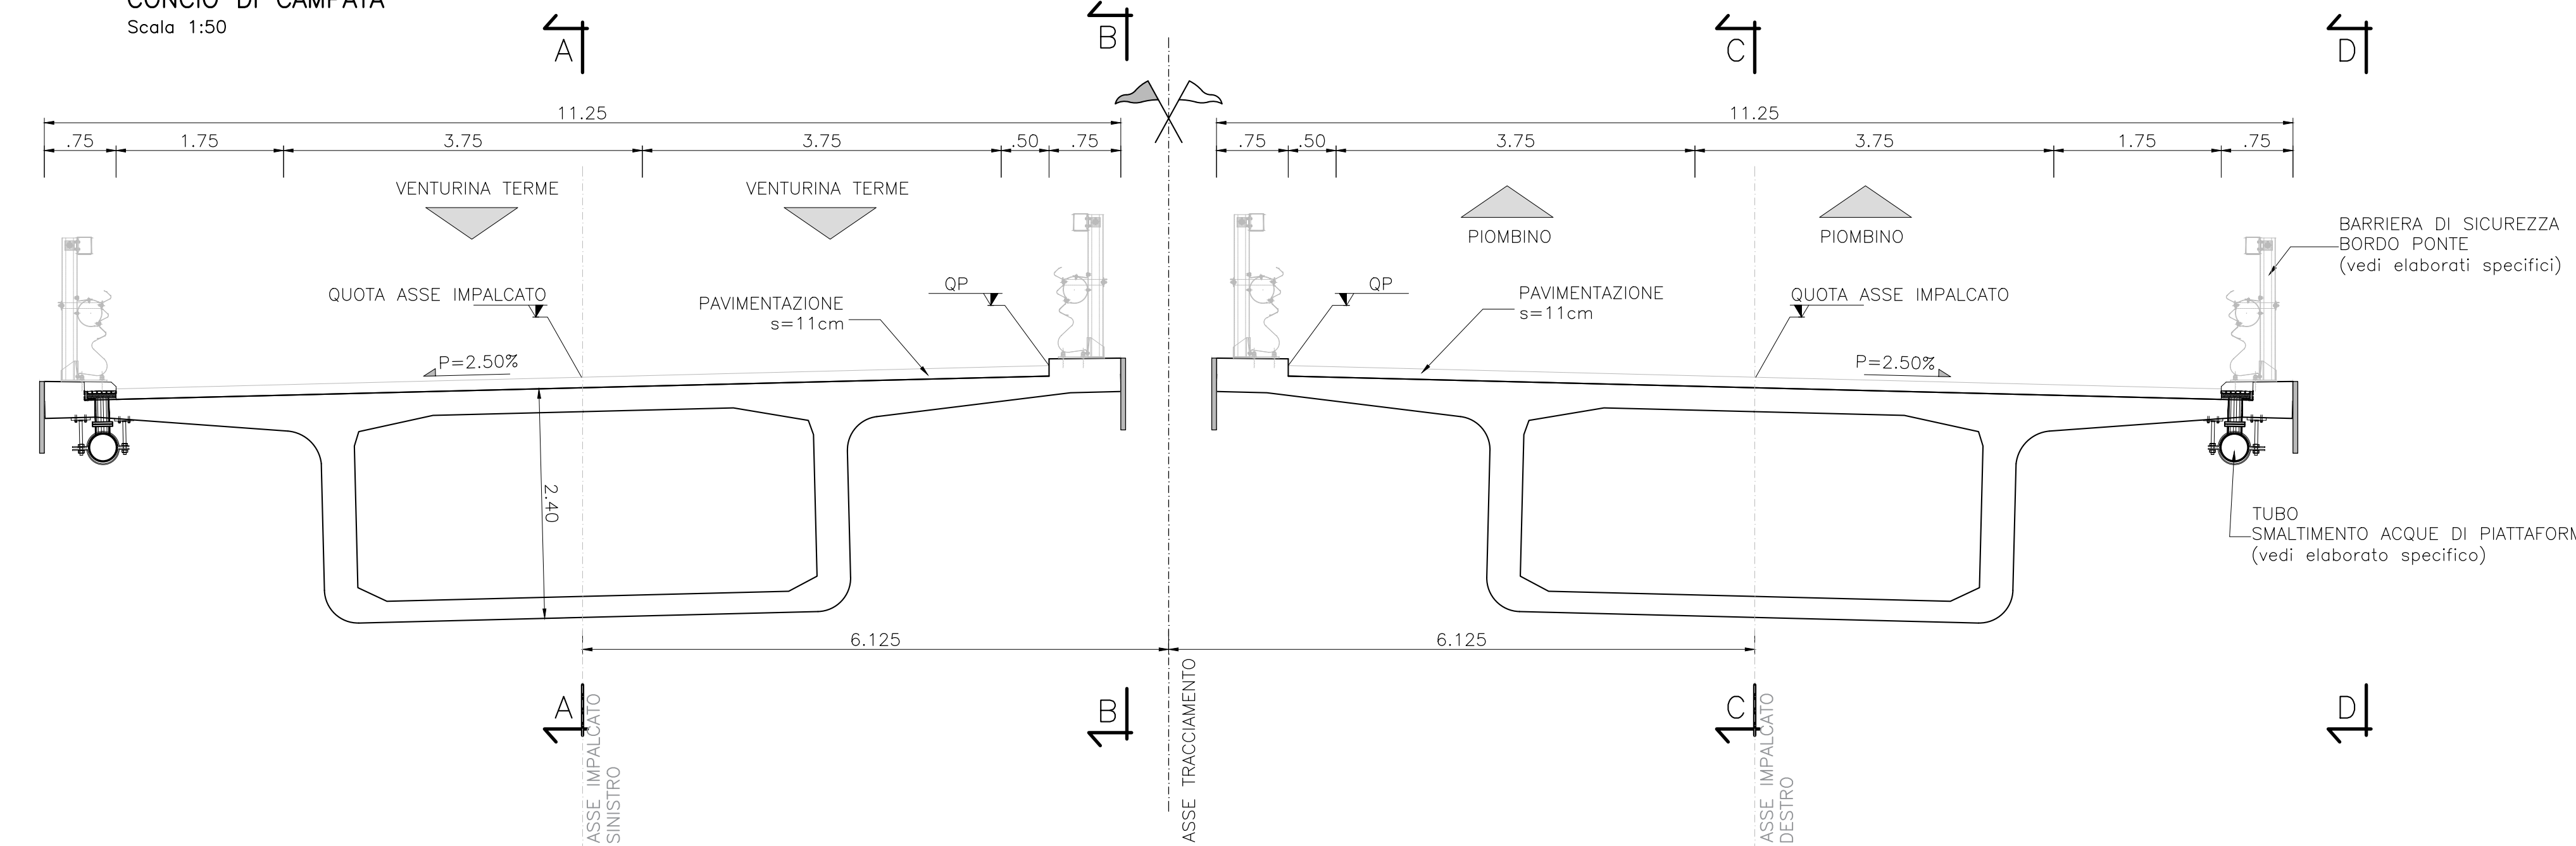 CONCIO DI CAMPATA
Scala 1:50
A
B
C
D
11.25
11.25
.75
1.75
3.75
3.75
.50
.75
.75
.50
3.75
3.75
1.75
.75
VENTURINA TERME
VENTURINA TERME
PIOMBINO
PIOMBINO
BARRIERA DI SICUREZZA
BORDO PONTE
(vedi elaborati specifici)
QUOTA ASSE IMPALCATO
PAVIMENTAZIONE
s=11cm
QP
QP
PAVIMENTAZIONE
s=11cm
QUOTA ASSE IMPALCATO
P=2.50%
P=2.50%
2.40
TUBO
SMALTIMENTO ACQUE DI PIATTAFORM
(vedi elaborato specifico)
6.125
6.125
A
B
C
D
ASSE IMPALCATO
SINISTRO
ASSE TRACCIAMENTO
ASSE IMPALCATO
DESTRO